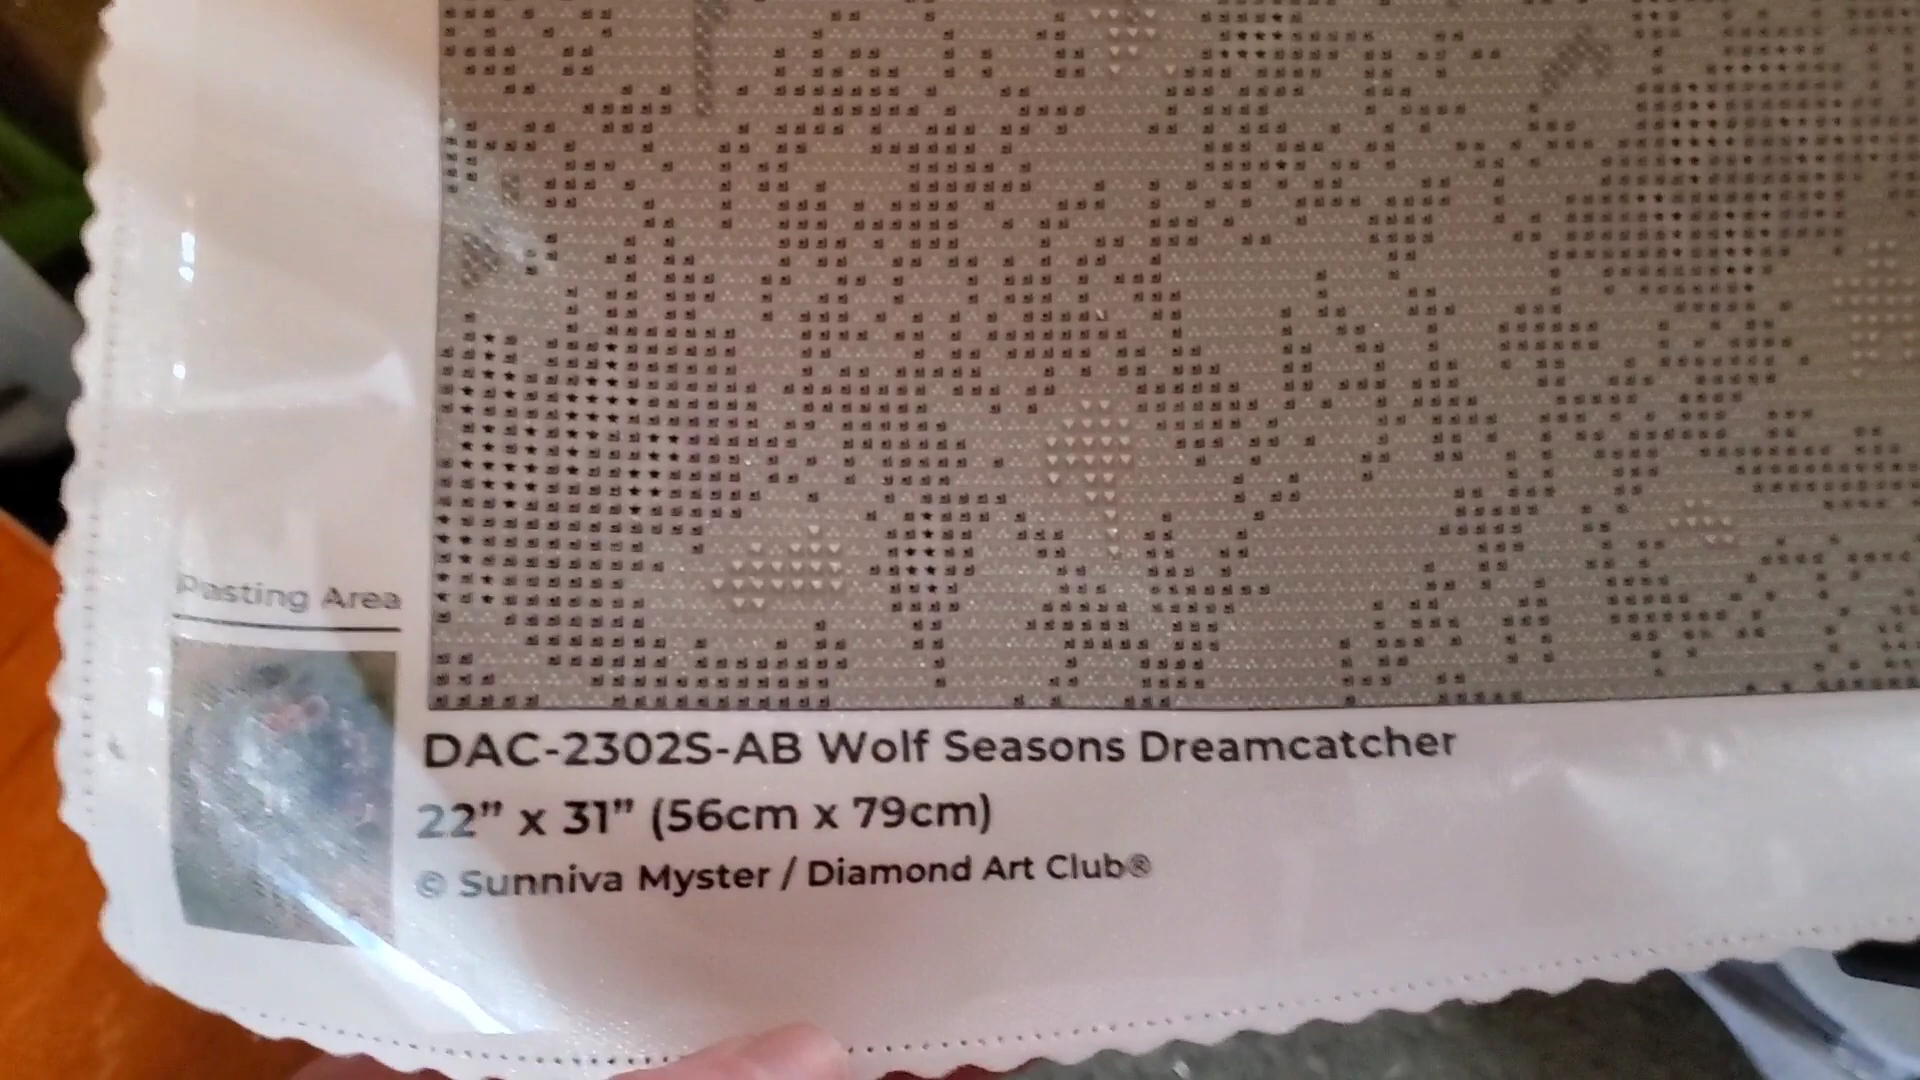 Pasting Area
DAC-2302S-AB Wolf Seasons Dreamcatcher
22” x 31” (56cm x 79cm)
© Sunniva Myster / Diamond Art Club®